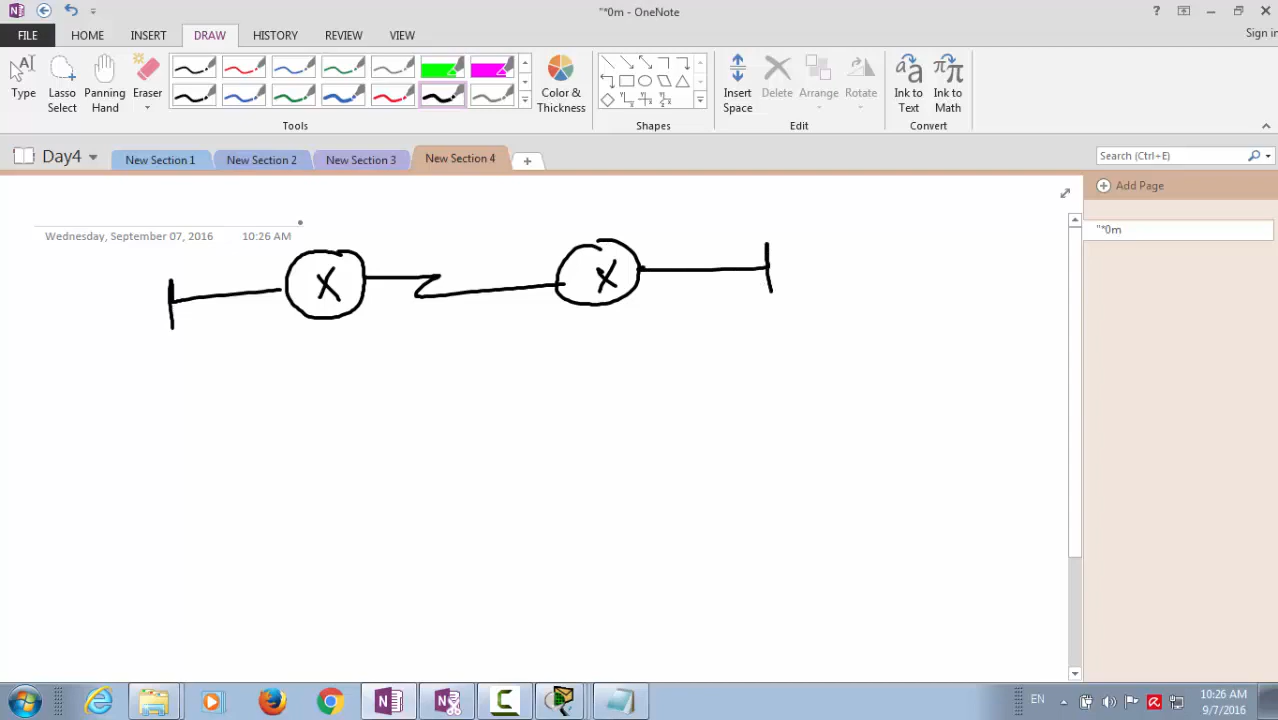 "*0m - OneNote
Sign in
FILE HOME INSERT DRAW HISTORY REVIEW VIEW
Type
Lasso Select
Panning Hand
Eraser
Color & Thickness
Insert Space
Delete
Arrange
Rotate
Ink to Text
Ink to Math
Tools
Shapes
Edit
Convert
Day4
New Section 1
New Section 2
New Section 3
New Section 4
Search (Ctrl+E)
Add Page
"*0m
Wednesday, September 07, 2016 10:26 AM
X X
EN
10:26 AM
9/7/2016